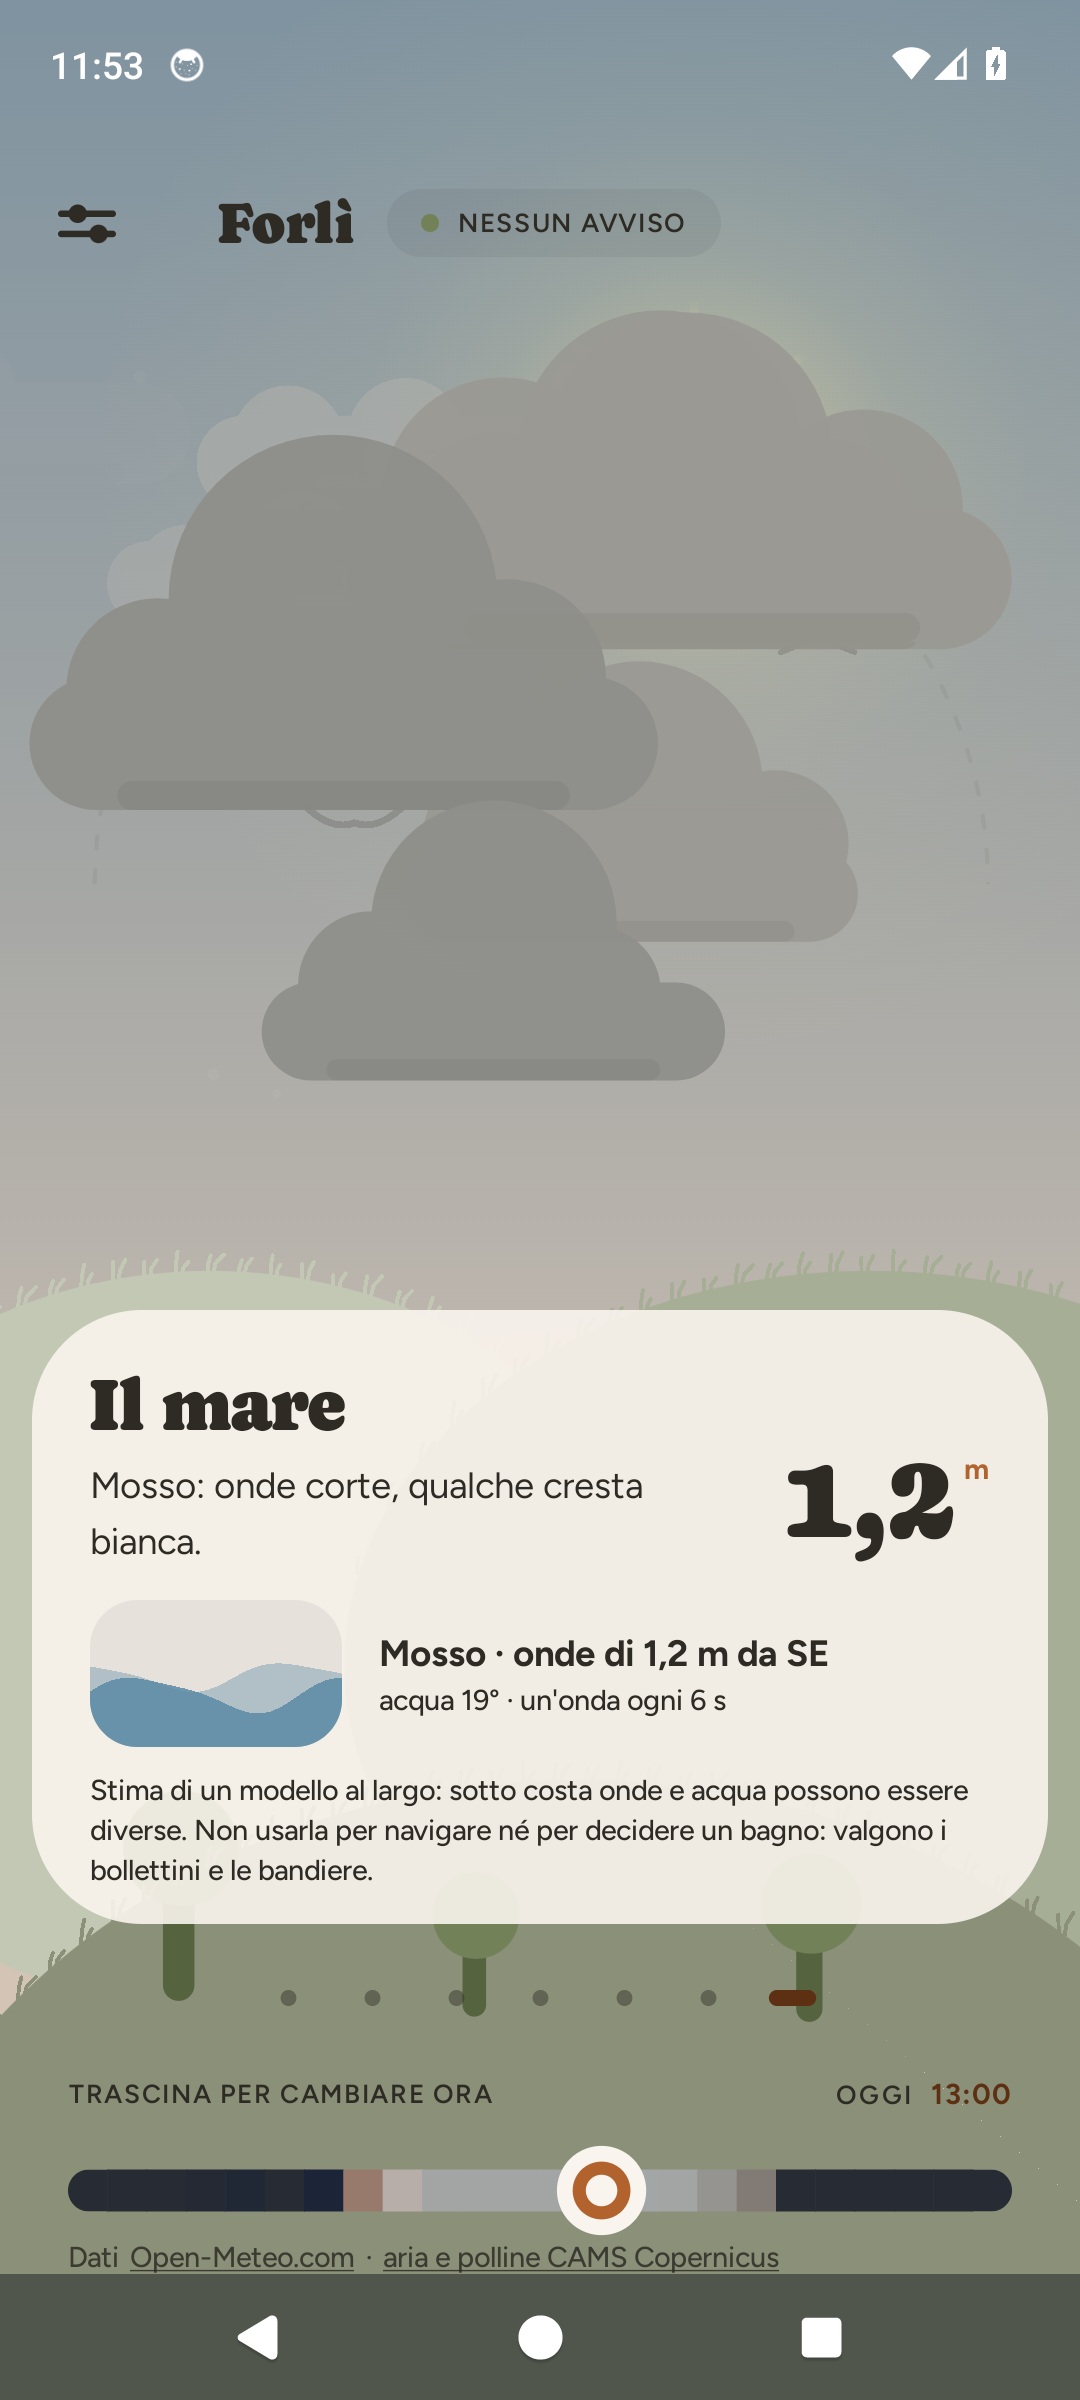 11:53
Forlì
NESSUN AVVISO
Il mare
Mosso: onde corte, qualche cresta
bianca.
1,2 m
Mosso · onde di 1,2 m da SE
acqua 19° · un'onda ogni 6 s
Stima di un modello al largo: sotto costa onde e acqua possono essere
diverse. Non usarla per navigare né per decidere un bagno: valgono i
bollettini e le bandiere.
TRASCINA PER CAMBIARE ORA
OGGI 13:00
Dati Open-Meteo.com · aria e polline CAMS Copernicus